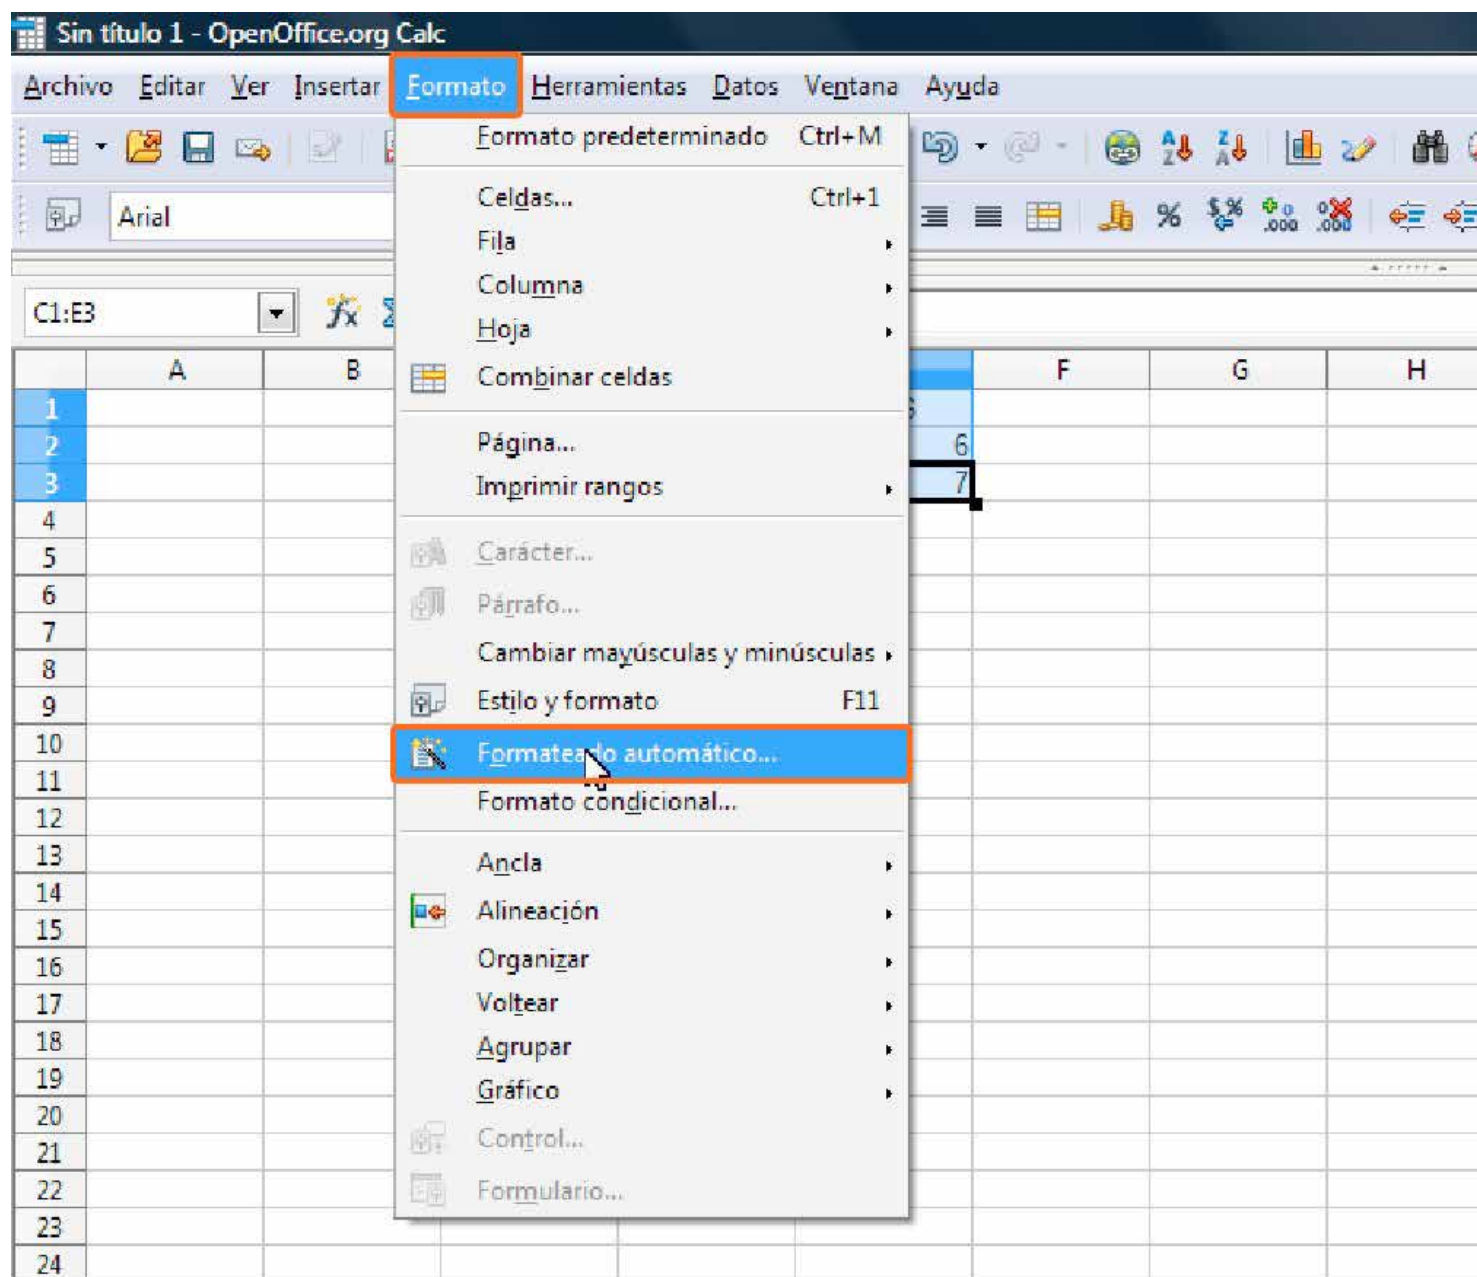 Sin título 1 - OpenOffice.org Calc
Archivo Editar Ver Insertar Formato Herramientas Datos Ventana Ayuda
Formato predeterminado Ctrl+M
Arial
Celdas... Ctrl+1
Fila
Columna
C1:E3
Hoja
Combinar celdas
A B F G H
1
2 6
3 7
Página...
Imprimir rangos
4
5
6
7
8
9
10
11
12
13
14
15
16
17
18
19
20
21
22
23
24
Carácter...
Párrafo...
Cambiar mayúsculas y minúsculas
Estilo y formato F11
Formateado automático...
Formato condicional...
Ancla
Alineación
Organizar
Voltear
Agrupar
Gráfico
Control...
Formulario...